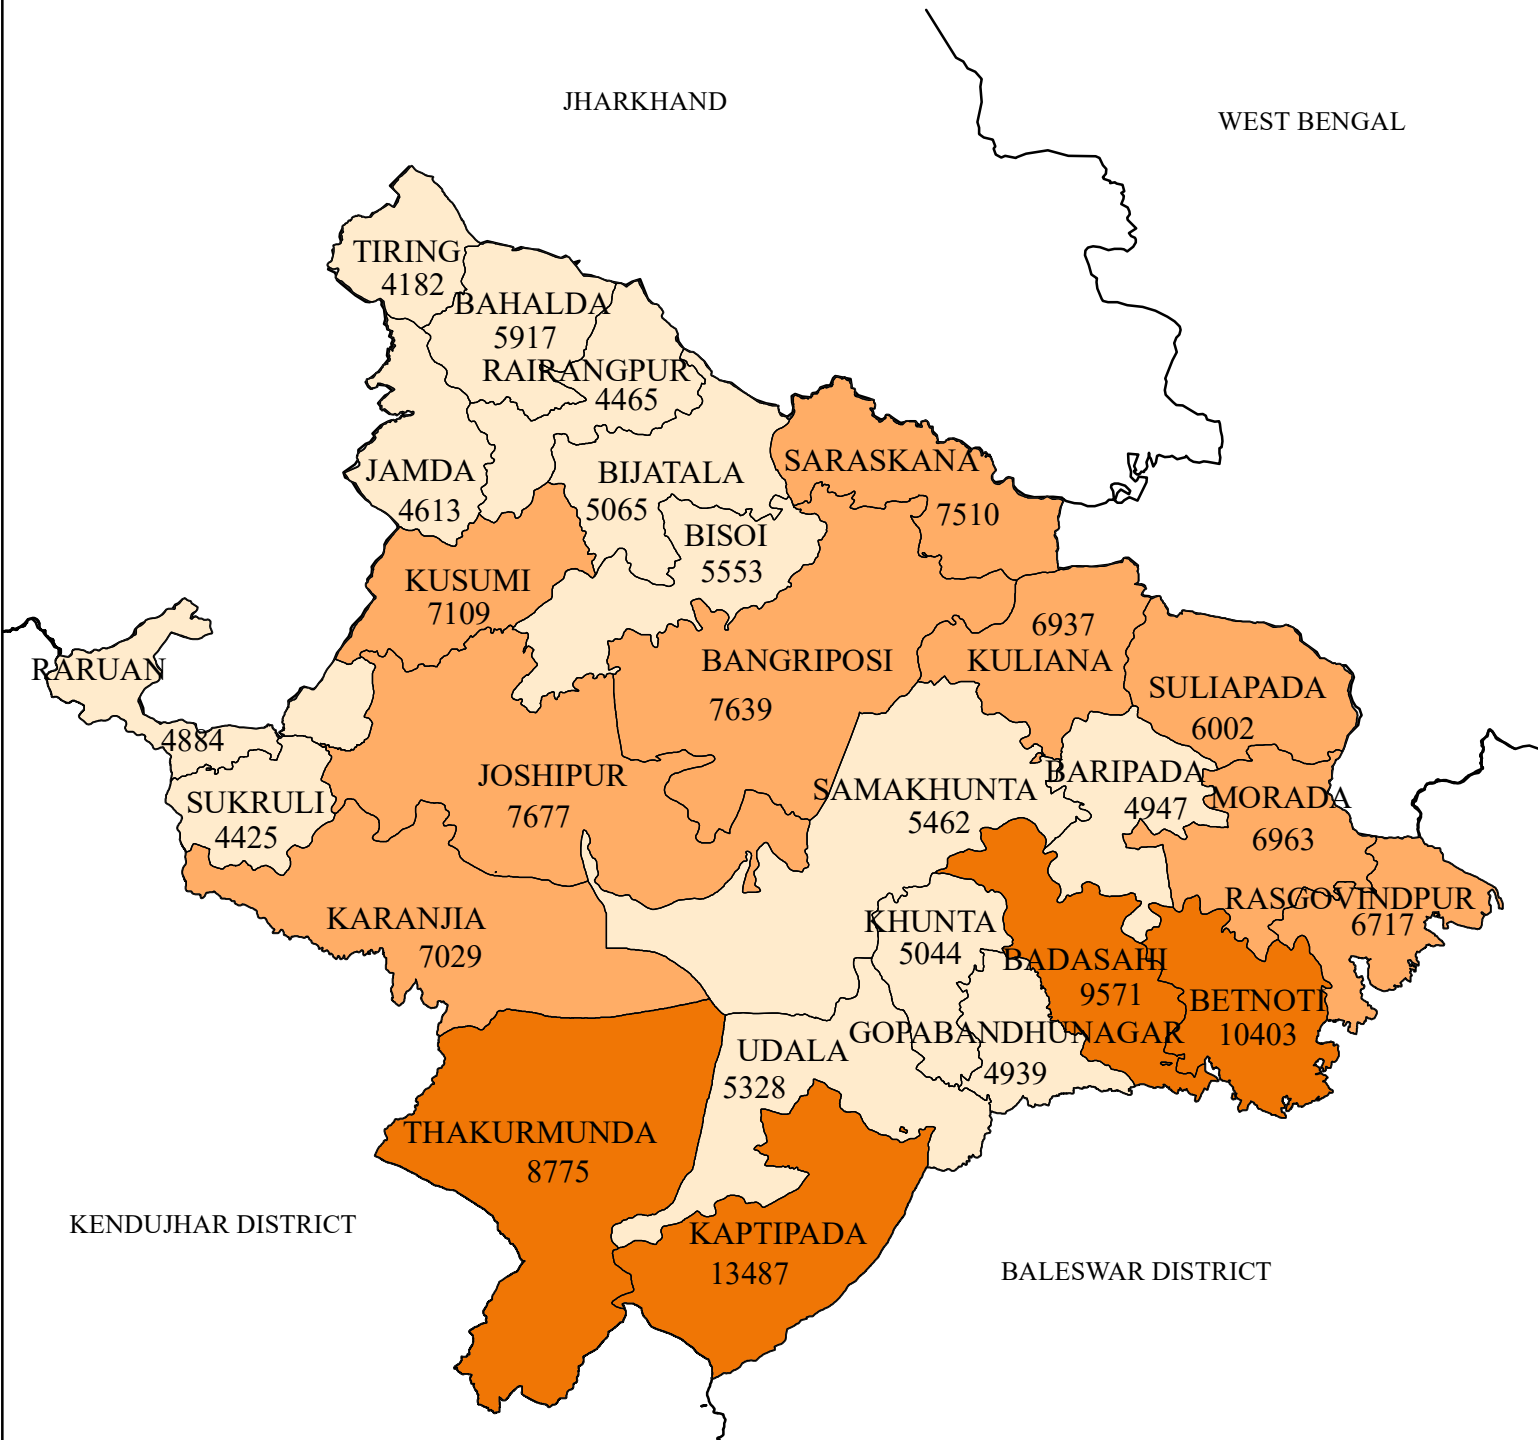 JHARKHAND
WEST BENGAL
TIRING
4182
BAHALDA
5917
RAIRANGPUR
4465
SARASKANA
7510
JAMDA
4613
BIJATALA
5065
BISOI
5553
KUSUMI
7109
6937
KULIANA
RARUAN
4884
BANGRIPOSI
7639
SULIAPADA
6002
JOSHIPUR
7677
SAMAKHUNTA
5462
BARIPADA
4947
MORADA
6963
SUKRULI
4425
RASGOVINDPUR
6717
KARANJIA
7029
KHUNTA
5044
BADASAHI
9571
BETNOTI
10403
GOPABANDHUNAGAR
4939
UDALA
5328
THAKURMUNDA
8775
KENDUJHAR DISTRICT
KAPTIPADA
13487
BALESWAR DISTRICT